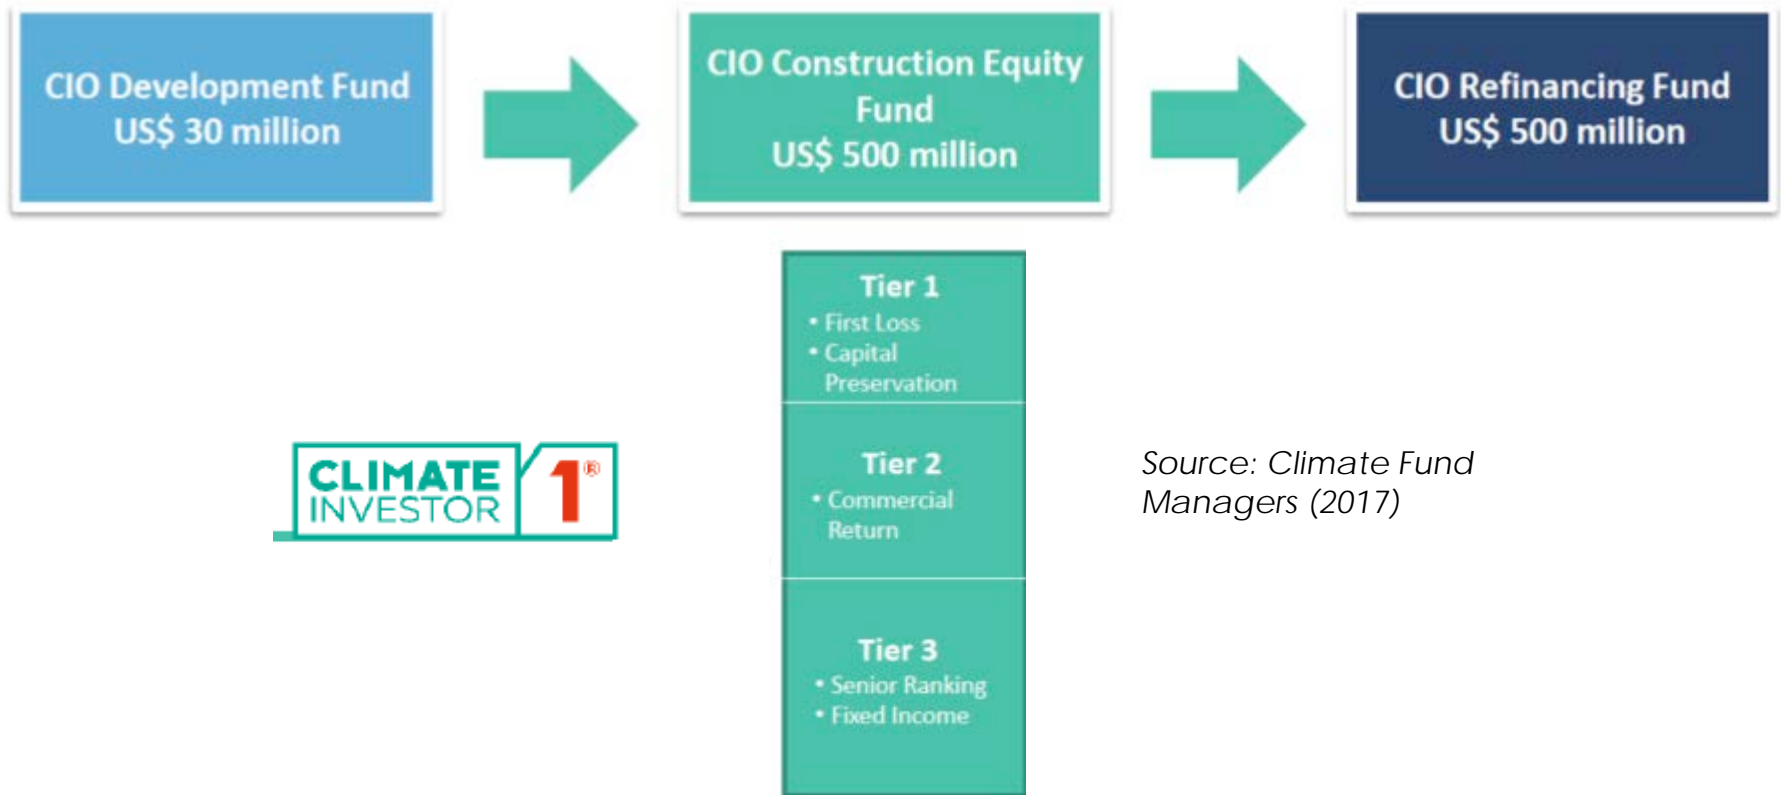 CIO Development Fund
US$ 30 million
CIO Construction Equity
Fund
US$ 500 million
CIO Refinancing Fund
US$ 500 million
Tier 1
• First Loss
• Capital
Preservation
Tier 2
• Commercial
Return
Tier 3
• Senior Ranking
• Fixed Income
CLIMATE
INVESTOR
1®
Source: Climate Fund
Managers (2017)